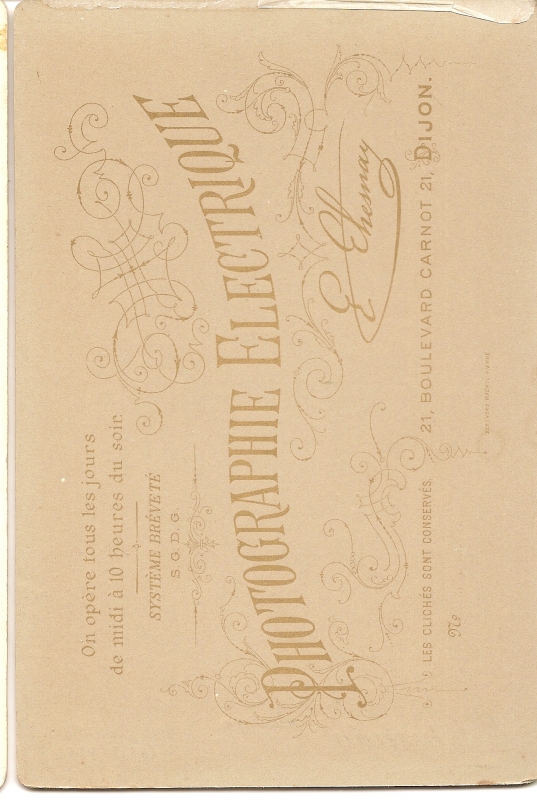 On opère tous les jours
de midi à 10 heures du soir.
SYSTÈME BRÉVETÉ
S.G.D.G.
PHOTOGRAPHIE ELECTRIQUE
E Chesnay
21, BOULEVARD CARNOT 21, DIJON.
LES CLICHÉS SONT CONSERVÉS.
No